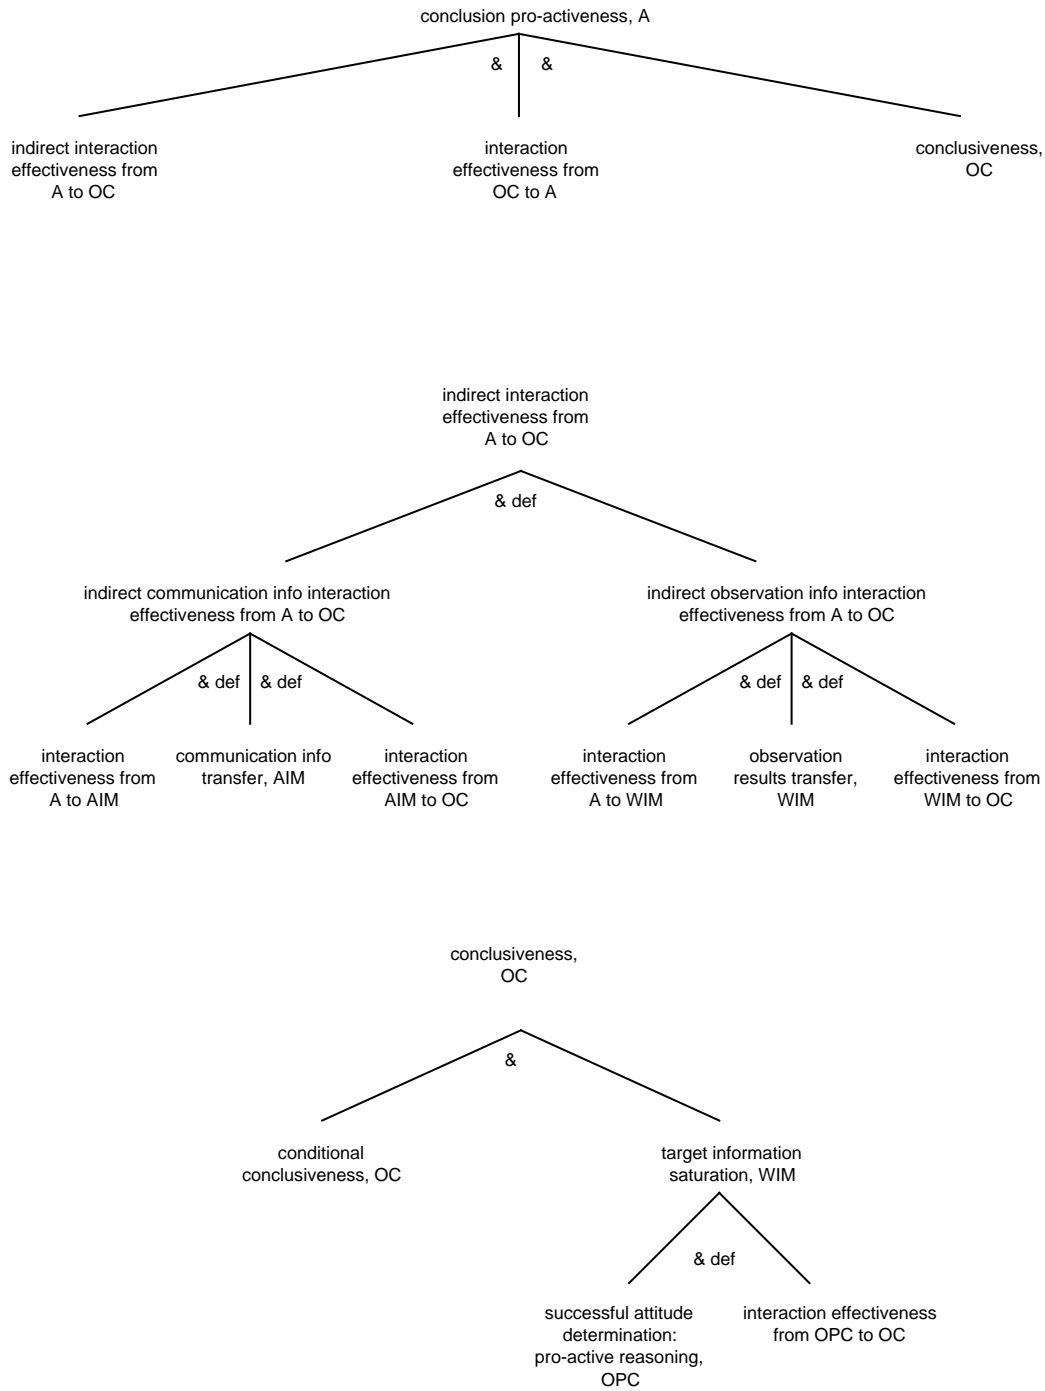 conclusion pro-activeness, A
& &
indirect interaction
effectiveness from
A to OC
interaction
effectiveness from
OC to A
conclusiveness,
OC
indirect interaction
effectiveness from
A to OC
& def
indirect communication info interaction
effectiveness from A to OC
indirect observation info interaction
effectiveness from A to OC
& def & def
& def & def
interaction
effectiveness from
A to AIM
communication info
transfer, AIM
interaction
effectiveness from
AIM to OC
interaction
effectiveness from
A to WIM
observation
results transfer,
WIM
interaction
effectiveness from
WIM to OC
conclusiveness,
OC
&
conditional
conclusiveness, OC
target information
saturation, WIM
& def
successful attitude
determination:
pro-active reasoning,
OPC
interaction effectiveness
from OPC to OC